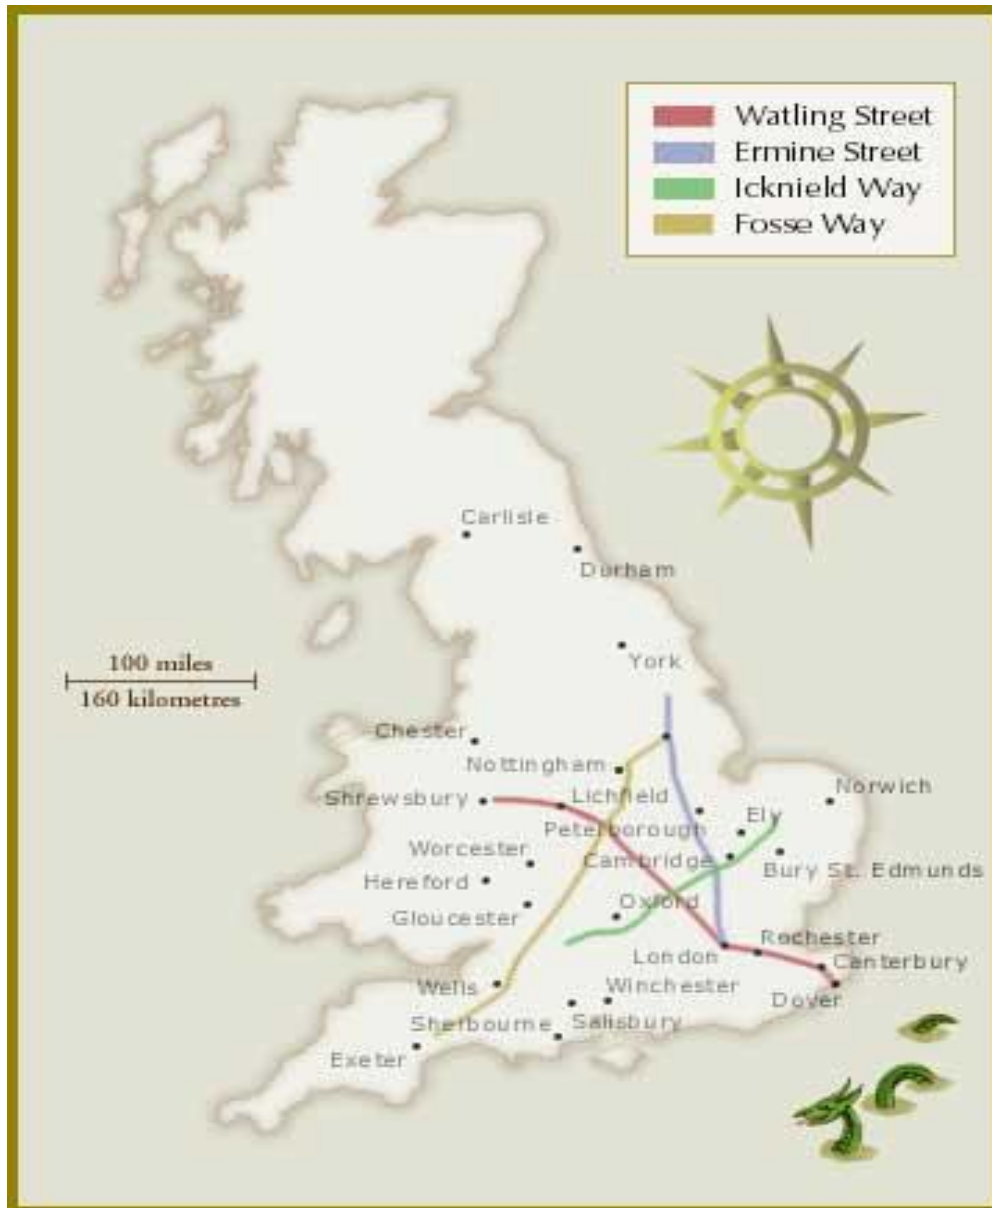 Watling Street
Ermine Street
Icknield Way
Fosse Way
Carlisle
Durham
York
100 miles
160 kilometres
Chester
Nottingham
Norwich
Shrewsbury
Lichfield
Ely
Peterborough
Worcester
Cambridge
Bury St. Edmunds
Hereford
Oxford
Gloucester
Rochester
London
Canterbury
Wells
Winchester
Dover
Sherbourne
Salisbury
Exeter